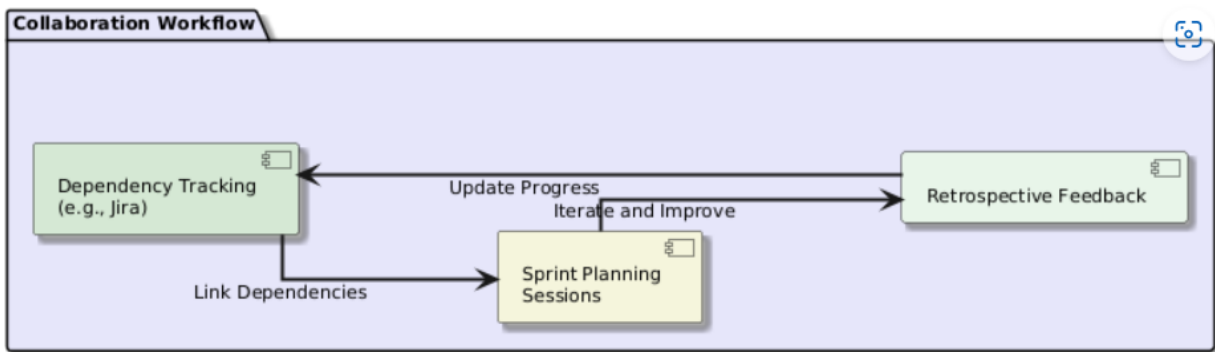 Collaboration Workflow
Dependency Tracking
(e.g., Jira)
Update Progress
Retrospective Feedback
Iterate and Improve
Sprint Planning
Sessions
Link Dependencies